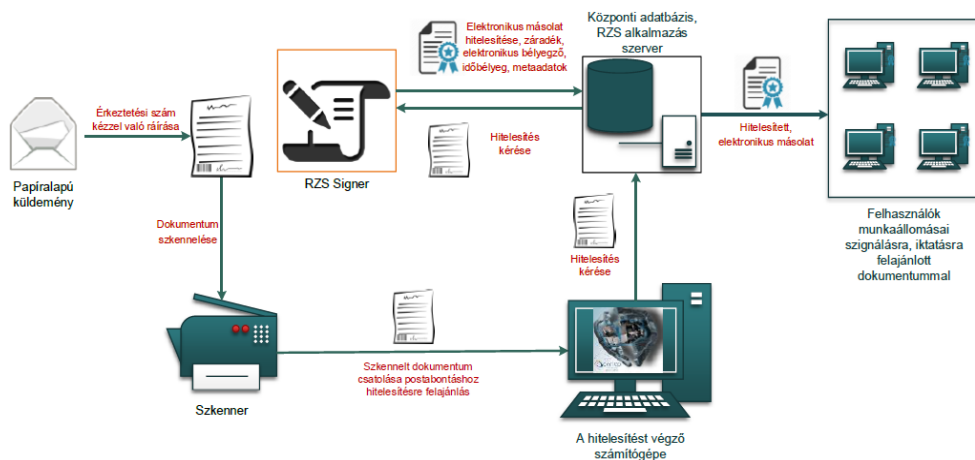 Elektronikus másolat
hitelesítése, záradék,
elektronikus bélyegző,
időbélyeg, metaadatok
Központi adatbázis,
RZS alkalmazás
szerver
Érkeztetési szám
kézzel való ráírása
Papíralapú
küldemény
RZS Signer
Hitelesítés
kérése
Hitelesített,
elektronikus másolat
Felhasználók
munkaállomásai
szignálásra, iktatásra
felajánlott
dokumentummal
Dokumentum
szkennelése
Hitelesítés
kérése
Szkennelt dokumentum
csatolása postabontáshoz
hitelesítésre felajánlás
Szkenner
A hitelesítést végző
számítógépe